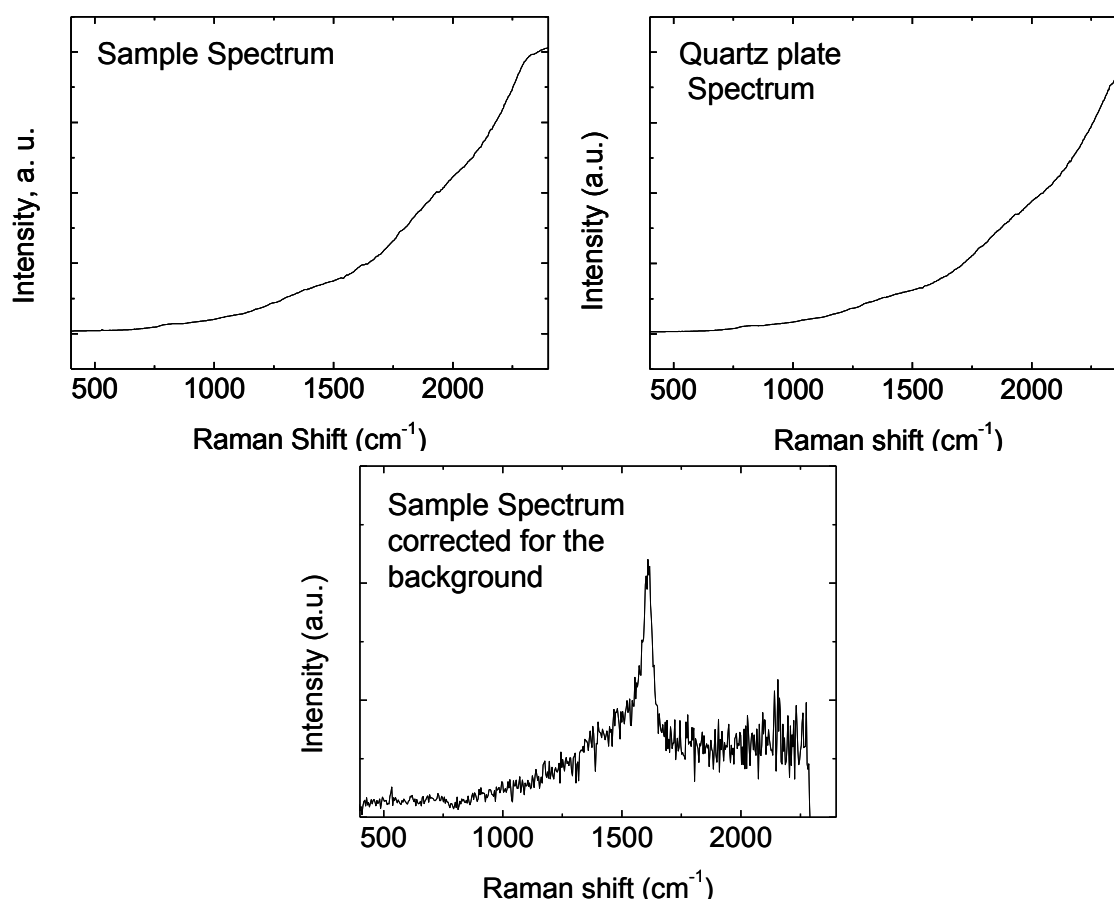 Sample Spectrum
Intensity, a. u.
500 1000 1500 2000
Raman Shift (cm⁻¹)
Quartz plate
Spectrum
Intensity (a.u.)
500 1000 1500 2000
Raman shift (cm⁻¹)
Sample Spectrum
corrected for the
background
Intensity (a.u.)
500 1000 1500 2000
Raman shift (cm⁻¹)